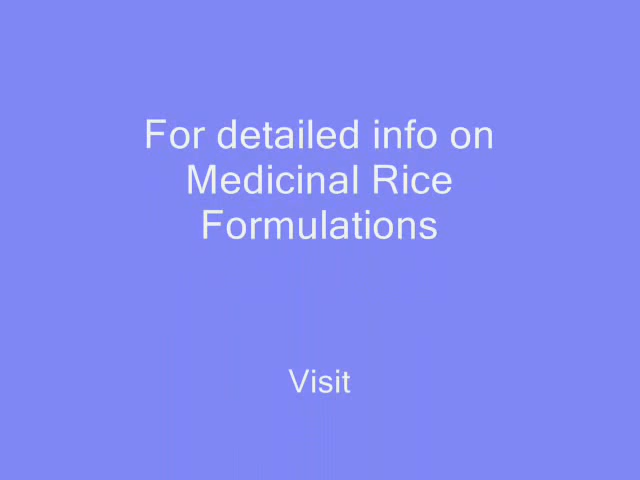 For detailed info on
Medicinal Rice
Formulations
Visit